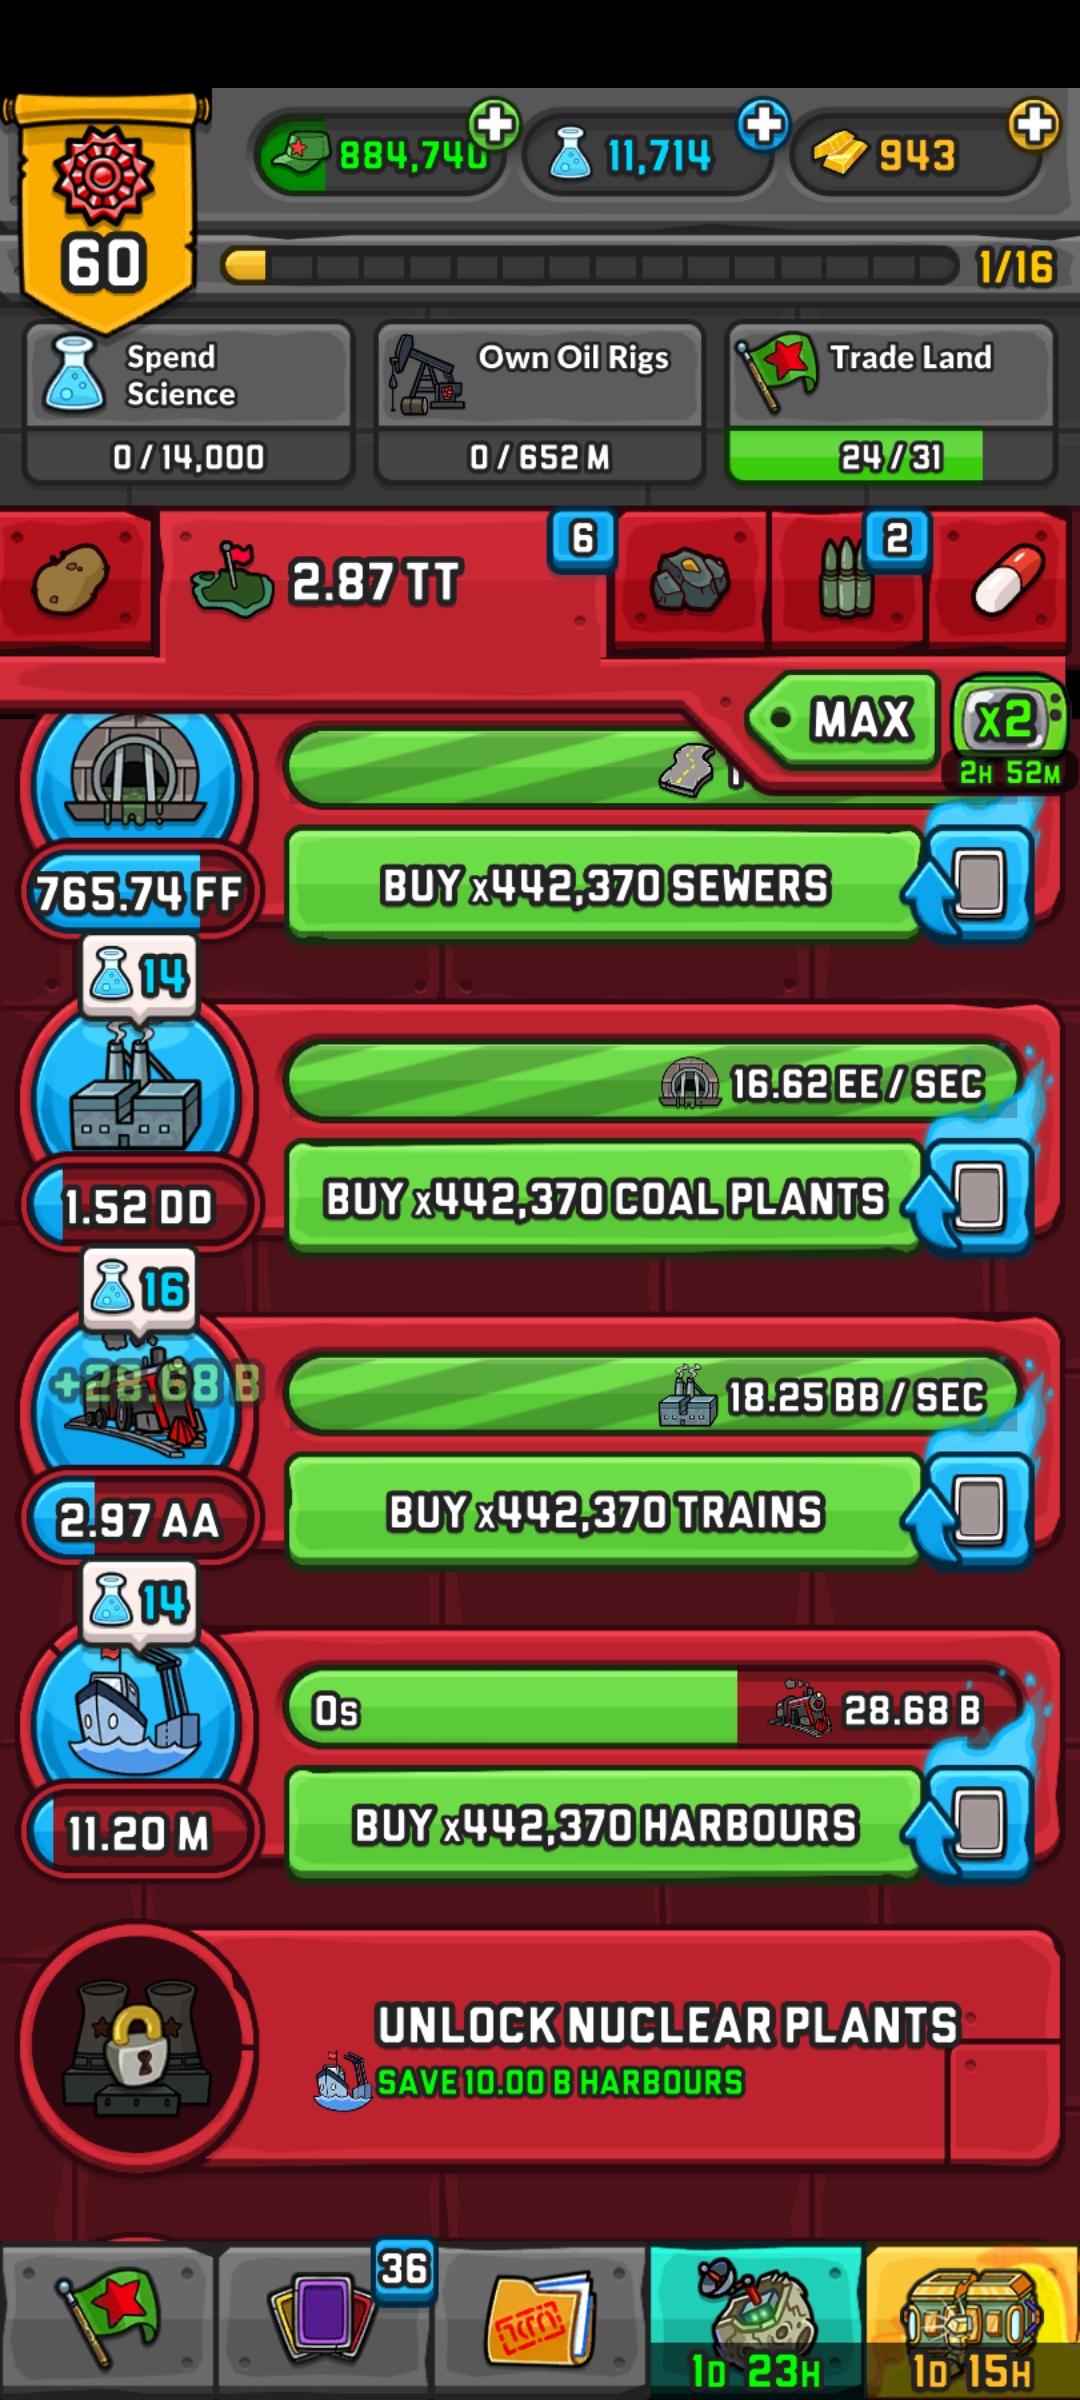 884,740
11,714
943
60
1/16
Spend
Science
Own Oil Rigs
Trade Land
0/14,000
0/652 M
24/31
6
2
2.87 TT
MAX
x2
2H 52M
BUY x442,370 SEWERS
765.74 FF
14
16.62 EE / SEC
BUY x442,370 COAL PLANTS
1.52 DD
16
+28.68 B
18.25 BB / SEC
BUY x442,370 TRAINS
2.97 AA
14
0s
28.68 B
BUY x442,370 HARBOURS
11.20 M
UNLOCK NUCLEAR PLANTS
SAVE 10.00 B HARBOURS
36
1D 23H
1D 15H